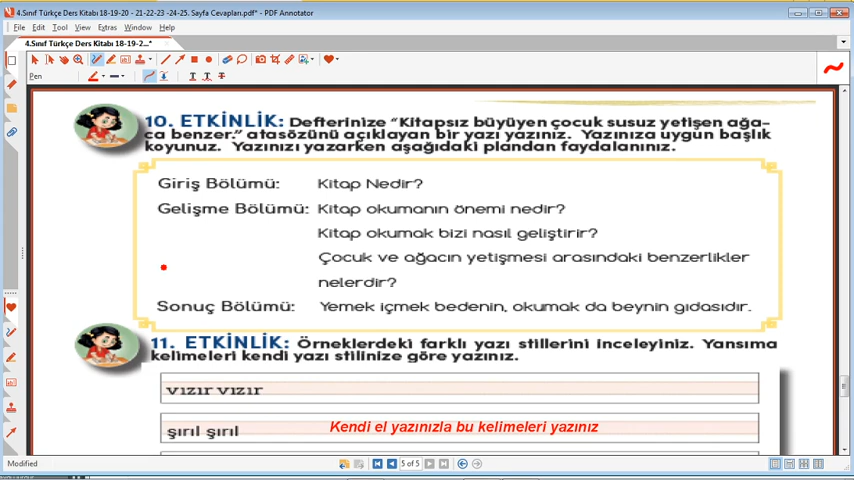 4.Sınıf Türkçe Ders Kitabı 18-19-20 - 21-22-23 -24-25. Sayfa Cevapları.pdf* - PDF Annotator
File Edit Tool View Extras Window Help
4.Sınıf Türkçe Ders Kitabı 18-19-2...*
Pen
10. ETKİNLİK: Defterinize “Kitapsız büyüyen çocuk susuz yetişen ağa-
ca benzer.” atasözünü açıklayan bir yazı yazınız. Yazınıza uygun başlık
koyunuz. Yazınızı yazarken aşağıdaki plandan faydalanınız.
Giriş Bölümü: Kitap Nedir?
Gelişme Bölümü: Kitap okumanın önemi nedir?
Kitap okumak bizi nasıl geliştirir?
Çocuk ve ağacın yetişmesi arasındaki benzerlikler
nelerdir?
Sonuç Bölümü: Yemek içmek bedenin, okumak da beynin gıdasıdır.
11. ETKİNLİK: Örneklerdeki farklı yazı stillerini inceleyiniz. Yansıma
kelimeleri kendi yazı stilinize göre yazınız.
vızır vızır
şırıl şırıl Kendi el yazınızla bu kelimeleri yazınız
Modified 5 of 5